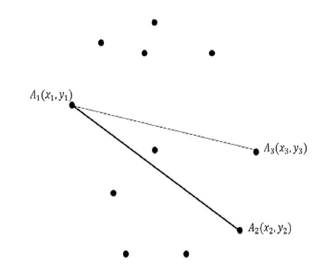 A₁(x₁, y₁)
A₃(x₃, y₃)
A₂(x₂, y₂)